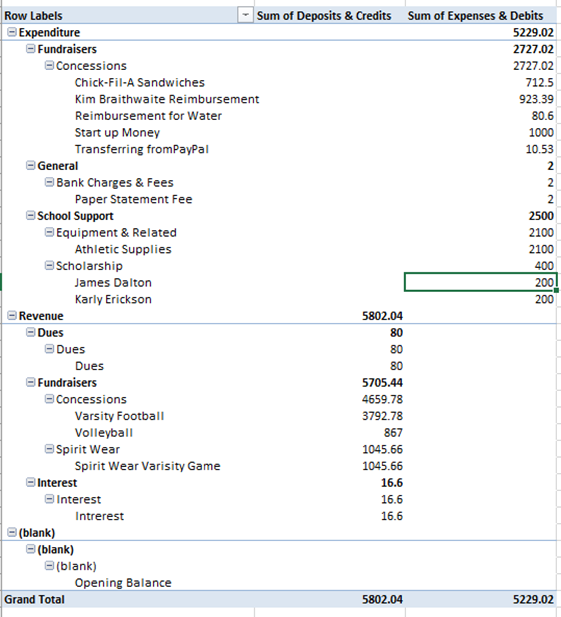 Row Labels Sum of Deposits & Credits Sum of Expenses & Debits
Expenditure 5229.02
Fundraisers 2727.02
Concessions 2727.02
Chick-Fil-A Sandwiches 712.5
Kim Braithwaite Reimbursement 923.39
Reimbursement for Water 80.6
Start up Money 1000
Transferring fromPayPal 10.53
General 2
Bank Charges & Fees 2
Paper Statement Fee 2
School Support 2500
Equipment & Related 2100
Athletic Supplies 2100
Scholarship 400
James Dalton 200
Karly Erickson 200
Revenue 5802.04
Dues 80
Dues 80
Dues 80
Fundraisers 5705.44
Concessions 4659.78
Varsity Football 3792.78
Volleyball 867
Spirit Wear 1045.66
Spirit Wear Varisity Game 1045.66
Interest 16.6
Interest 16.6
Intrerest 16.6
(blank)
(blank)
(blank)
Opening Balance
Grand Total 5802.04 5229.02